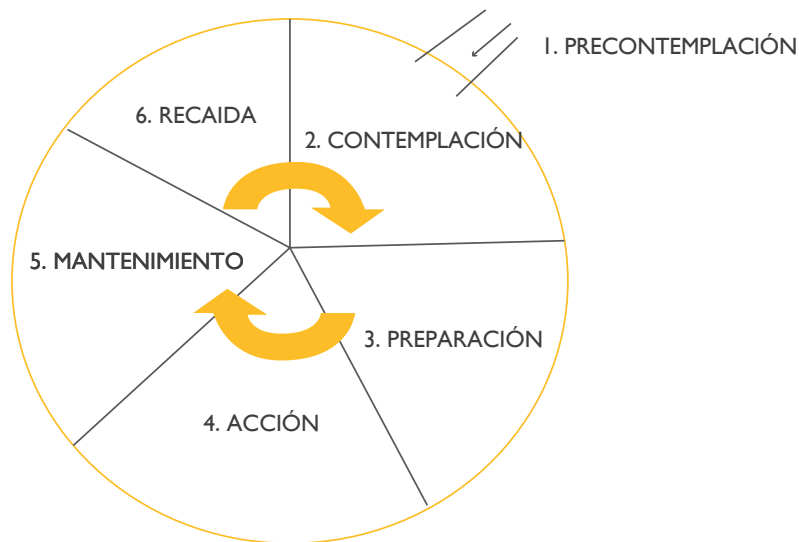 1. PRECONTEMPLACIÓN
6. RECAIDA
2. CONTEMPLACIÓN
5. MANTENIMIENTO
3. PREPARACIÓN
4. ACCIÓN